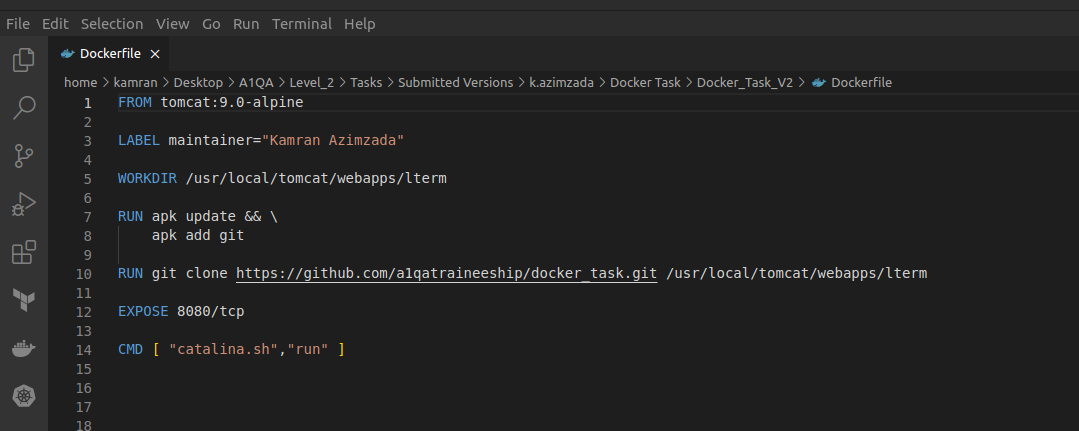 File Edit Selection View Go Run Terminal Help
Dockerfile ×
home > kamran > Desktop > A1QA > Level_2 > Tasks > Submitted Versions > k.azimzada > Docker Task > Docker_Task_V2 > Dockerfile
1 FROM tomcat:9.0-alpine
2
3 LABEL maintainer="Kamran Azimzada"
4
5 WORKDIR /usr/local/tomcat/webapps/lterm
6
7 RUN apk update && \
8     apk add git
9
10 RUN git clone https://github.com/a1qatraineeship/docker_task.git /usr/local/tomcat/webapps/lterm
11
12 EXPOSE 8080/tcp
13
14 CMD [ "catalina.sh","run" ]
15
16
17
18